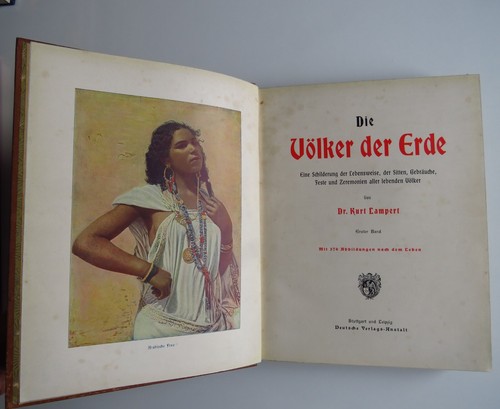 Die
Völker der Erde
Eine Schilderung der Lebensweise, der Sitten, Gebräuche,
Feste und Zeremonien aller lebenden Völker
von
Dr. Kurt Lampert
Erster Band
Mit 776 Abbildungen nach dem Leben
Stuttgart und Leipzig
Deutsche Verlags-Anstalt